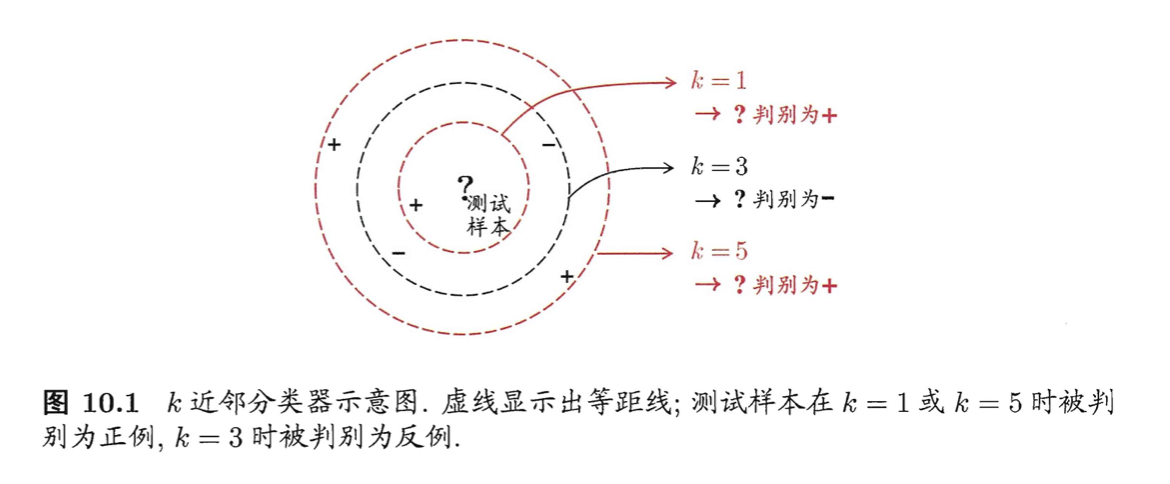 k = 1
→ ?判别为+
+
−
k = 3
?
+
测试
→ ?判别为−
样本
−
k = 5
+
→ ?判别为+
图 10.1 k 近邻分类器示意图. 虚线显示出等距线; 测试样本在 k = 1 或 k = 5 时被判
别为正例, k = 3 时被判别为反例.